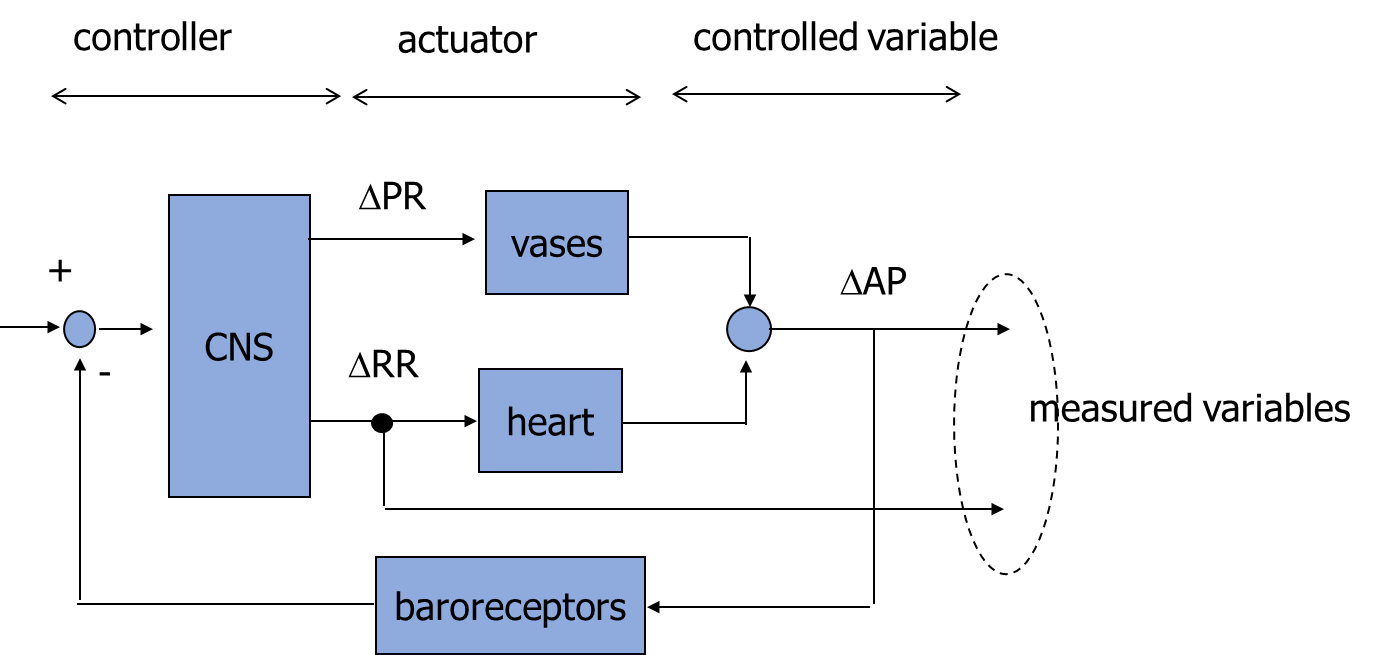 controller
actuator
controlled variable
ΔPR
vases
+
ΔAP
CNS
ΔRR
-
heart
measured variables
baroreceptors